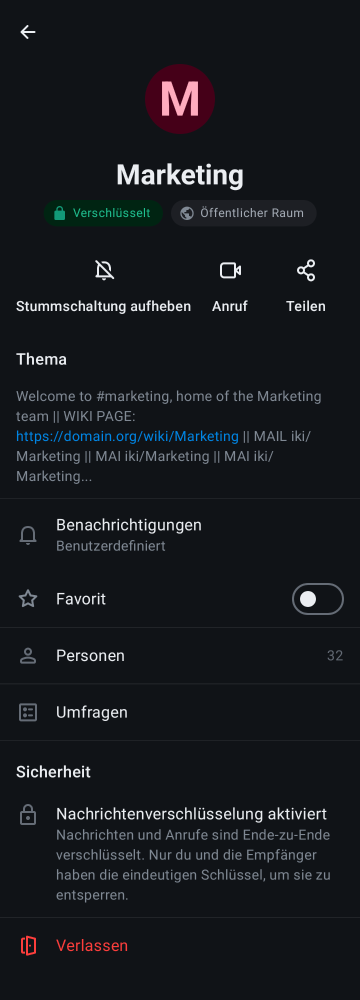 M
Marketing
Verschlüsselt
Öffentlicher Raum
Stummschaltung aufheben
Anruf
Teilen
Thema
Welcome to #marketing, home of the Marketing
team || WIKI PAGE:
https://domain.org/wiki/Marketing || MAIL iki/
Marketing || MAI iki/Marketing || MAI iki/
Marketing...
Benachrichtigungen
Benutzerdefiniert
Favorit
Personen 32
Umfragen
Sicherheit
Nachrichtenverschlüsselung aktiviert
Nachrichten und Anrufe sind Ende-zu-Ende
verschlüsselt. Nur du und die Empfänger
haben die eindeutigen Schlüssel, um sie zu
entsperren.
Verlassen